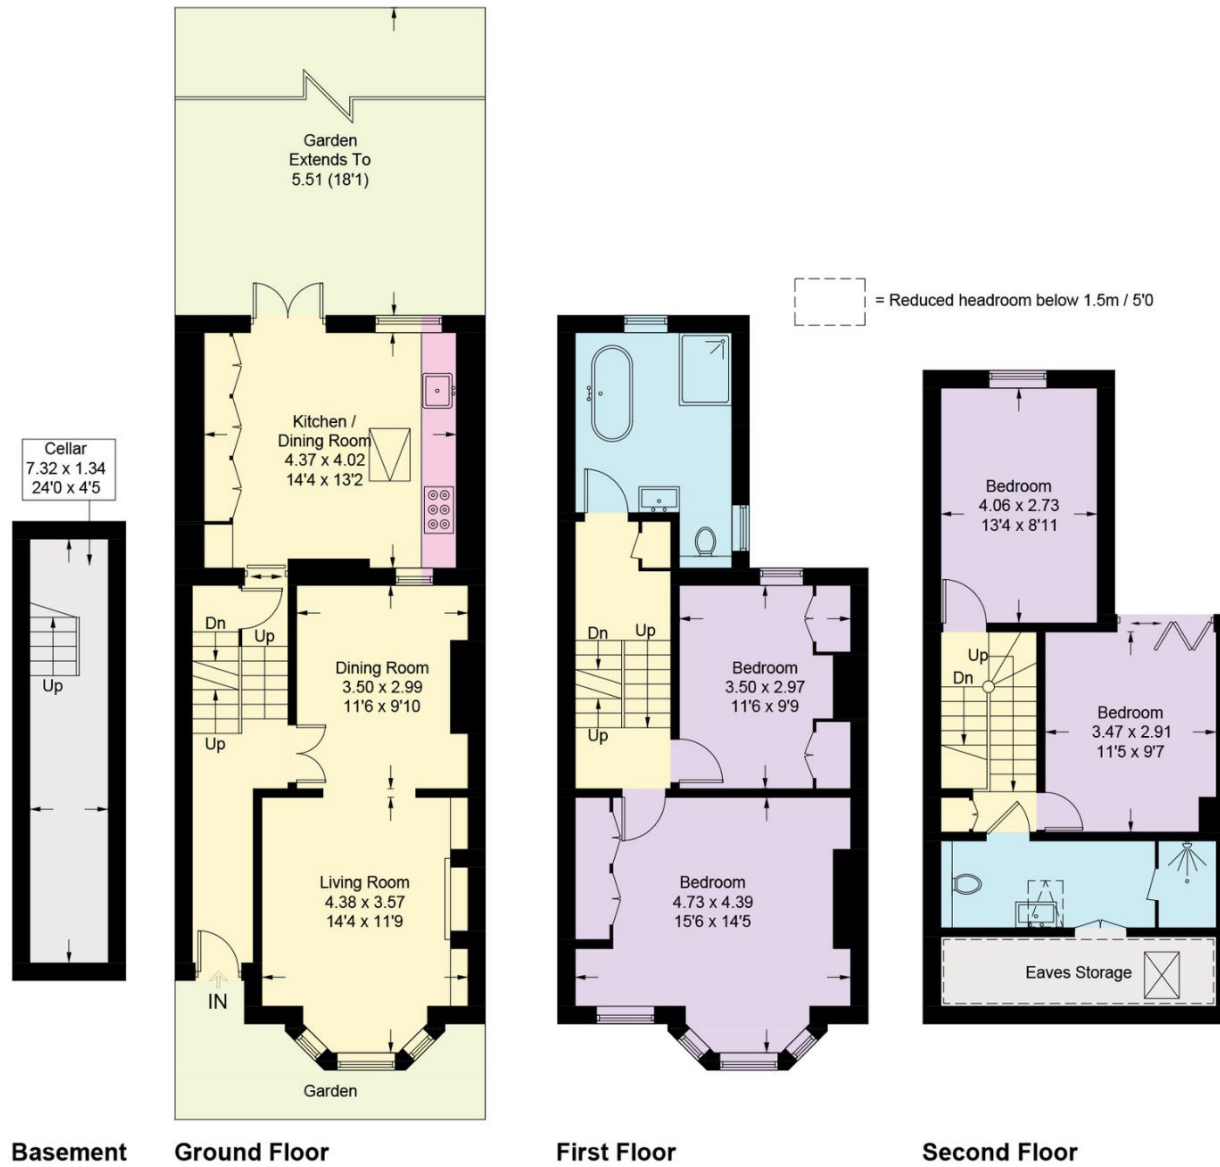 Garden
Extends To
5.51 (18'1)
= Reduced headroom below 1.5m / 5'0
Cellar
7.32 x 1.34
24'0 x 4'5
Up
Kitchen /
Dining Room
4.37 x 4.02
14'4 x 13'2
Dn
Up
Up
Dining Room
3.50 x 2.99
11'6 x 9'10
Living Room
4.38 x 3.57
14'4 x 11'9
IN
Garden
Dn
Up
Up
Bedroom
3.50 x 2.97
11'6 x 9'9
Bedroom
4.73 x 4.39
15'6 x 14'5
Bedroom
4.06 x 2.73
13'4 x 8'11
Up
Dn
Bedroom
3.47 x 2.91
11'5 x 9'7
Eaves Storage
Basement
Ground Floor
First Floor
Second Floor